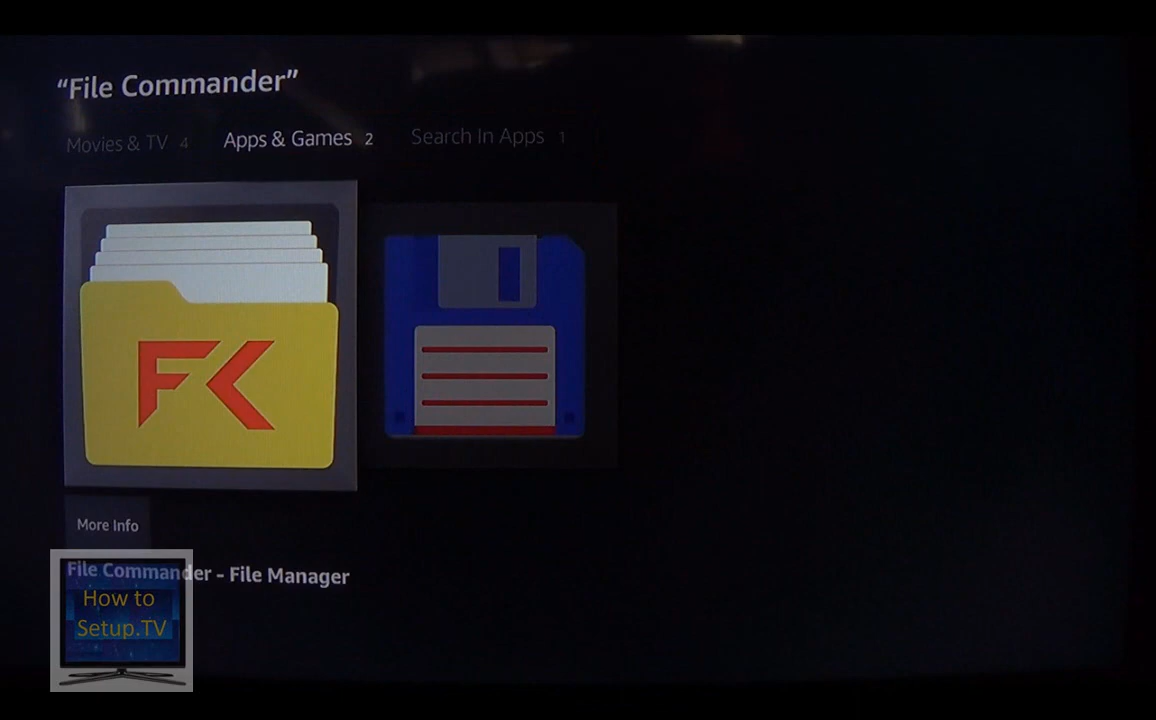 “File Commander”
Movies & TV 4 Apps & Games 2 Search In Apps 1
FC
More Info
File Commander - File Manager
How to
Setup.TV